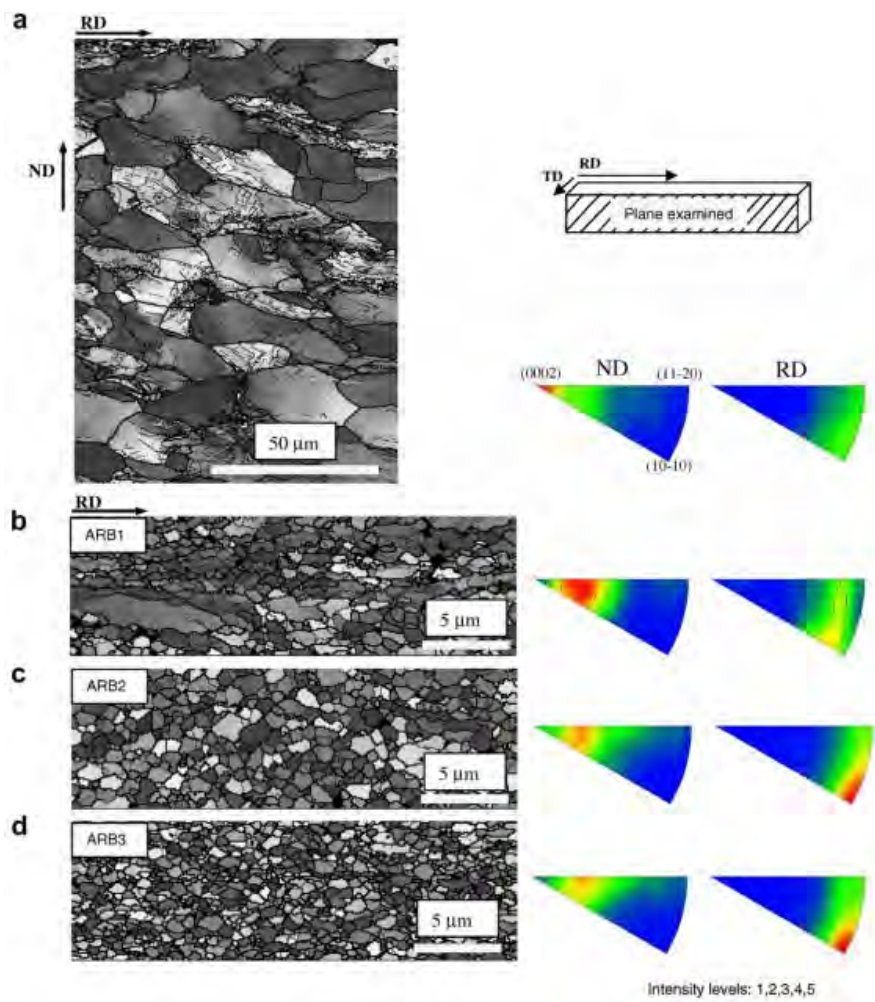 a
RD
ND
50 μm
TD
RD
Plane examined
(0002)
ND
(11-20)
RD
(10-10)
RD
b
ARB1
5 μm
c
ARB2
5 μm
d
ARB3
5 μm
Intensity levels: 1,2,3,4,5